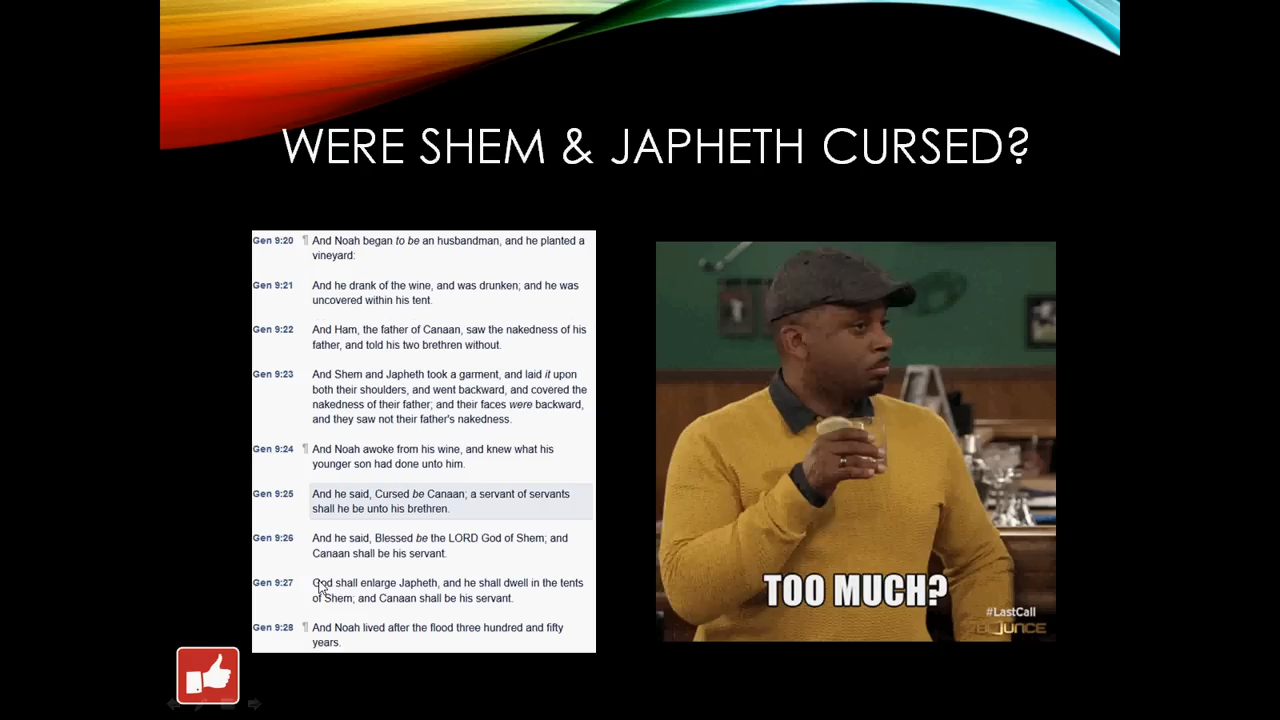 WERE SHEM & JAPHETH CURSED?
Gen 9:20 ¶ And Noah began to be an husbandman, and he planted a
vineyard:
Gen 9:21 And he drank of the wine, and was drunken; and he was
uncovered within his tent.
Gen 9:22 And Ham, the father of Canaan, saw the nakedness of his
father, and told his two brethren without.
Gen 9:23 And Shem and Japheth took a garment, and laid it upon
both their shoulders, and went backward, and covered the
nakedness of their father; and their faces were backward,
and they saw not their father's nakedness.
Gen 9:24 ¶ And Noah awoke from his wine, and knew what his
younger son had done unto him.
Gen 9:25 And he said, Cursed be Canaan; a servant of servants
shall he be unto his brethren.
Gen 9:26 And he said, Blessed be the LORD God of Shem; and
Canaan shall be his servant.
Gen 9:27 God shall enlarge Japheth, and he shall dwell in the tents
of Shem; and Canaan shall be his servant.
Gen 9:28 ¶ And Noah lived after the flood three hundred and fifty
years.
TOO MUCH?
#LastCall
BOUNCE